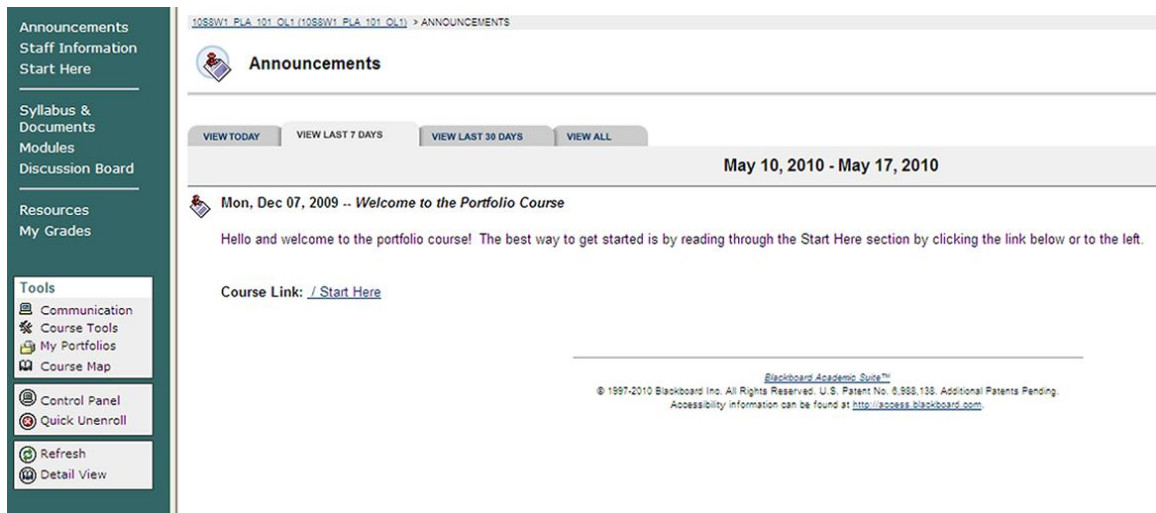 Announcements
Staff Information
Start Here
Syllabus &
Documents
Modules
Discussion Board
Resources
My Grades
Tools
Communication
Course Tools
My Portfolios
Course Map
Control Panel
Quick Unenroll
Refresh
Detail View
10SSW1_PLA_101_OL1 (10SSW1_PLA_101_OL1) > ANNOUNCEMENTS
Announcements
VIEW TODAY VIEW LAST 7 DAYS VIEW LAST 30 DAYS VIEW ALL
May 10, 2010 - May 17, 2010
Mon, Dec 07, 2009 -- Welcome to the Portfolio Course
Hello and welcome to the portfolio course! The best way to get started is by reading through the Start Here section by clicking the link below or to the left.
Course Link: / Start Here
Blackboard Academic Suite™
© 1997-2010 Blackboard Inc. All Rights Reserved. U.S. Patent No. 6,988,138. Additional Patents Pending.
Accessibility information can be found at http://access.blackboard.com.